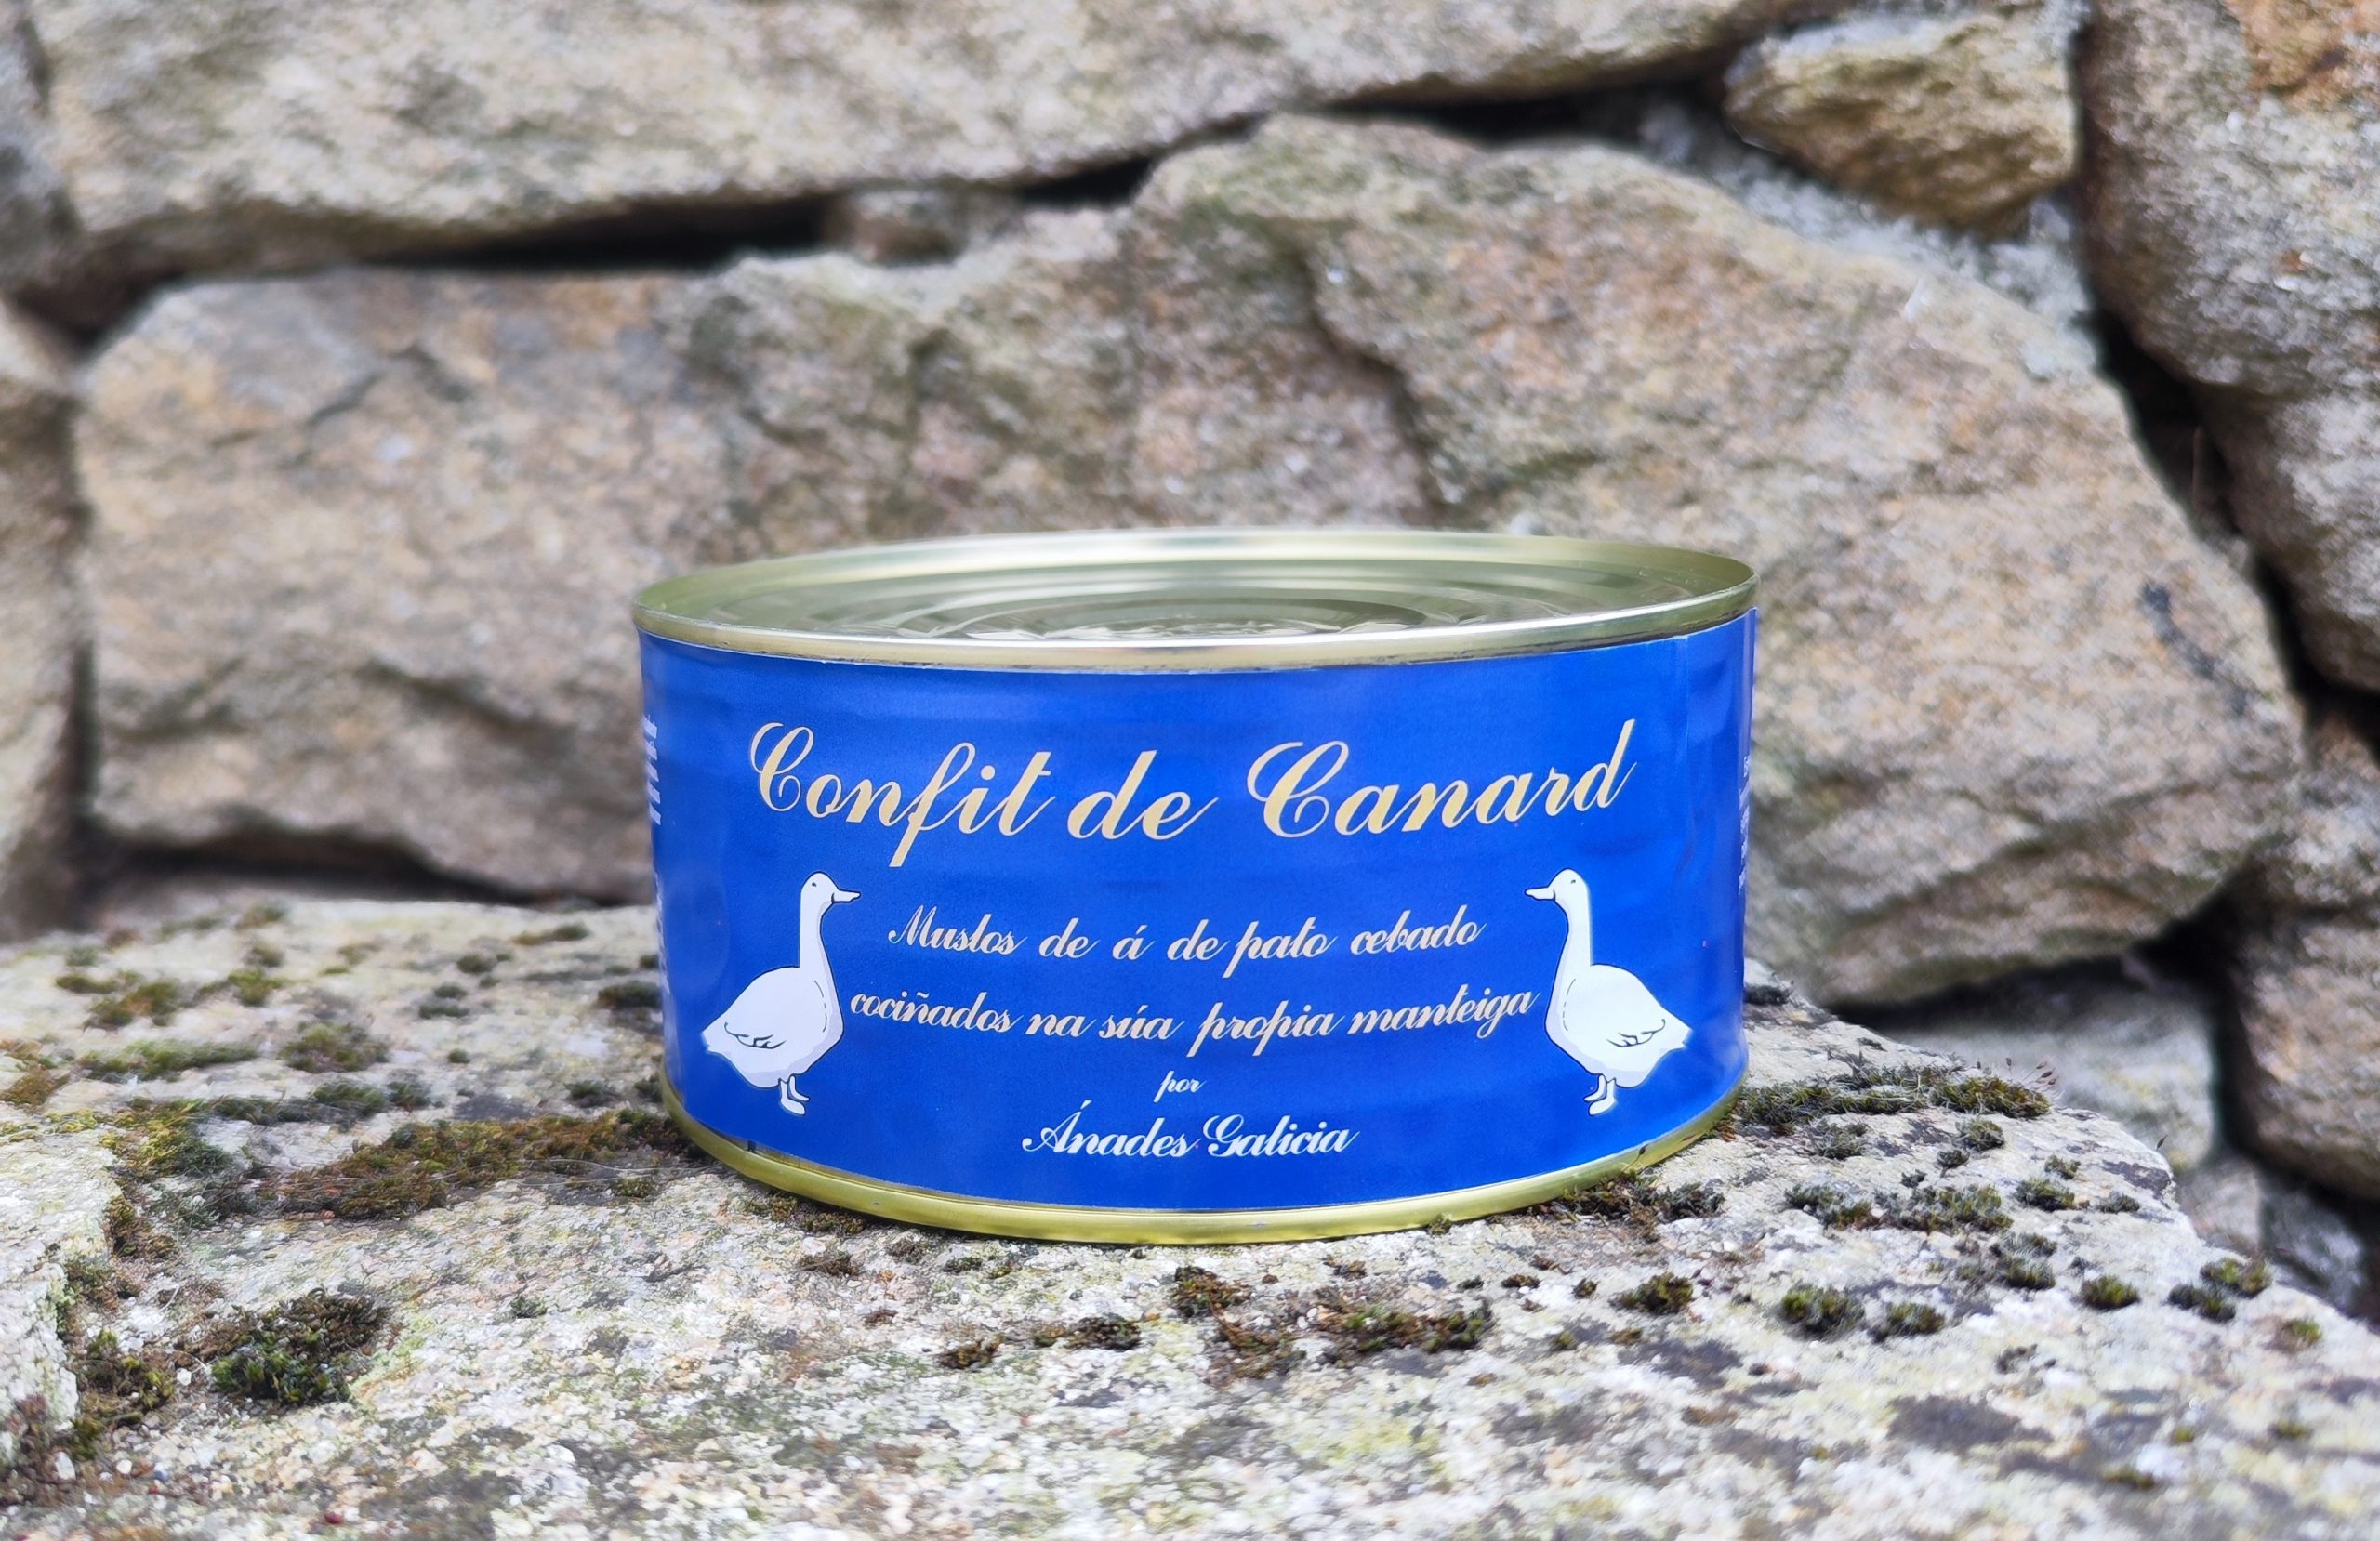 Confit de Canard
Muslos de á de pato cebado
cociñados na súa propia manteiga
por
Ánades Galicia